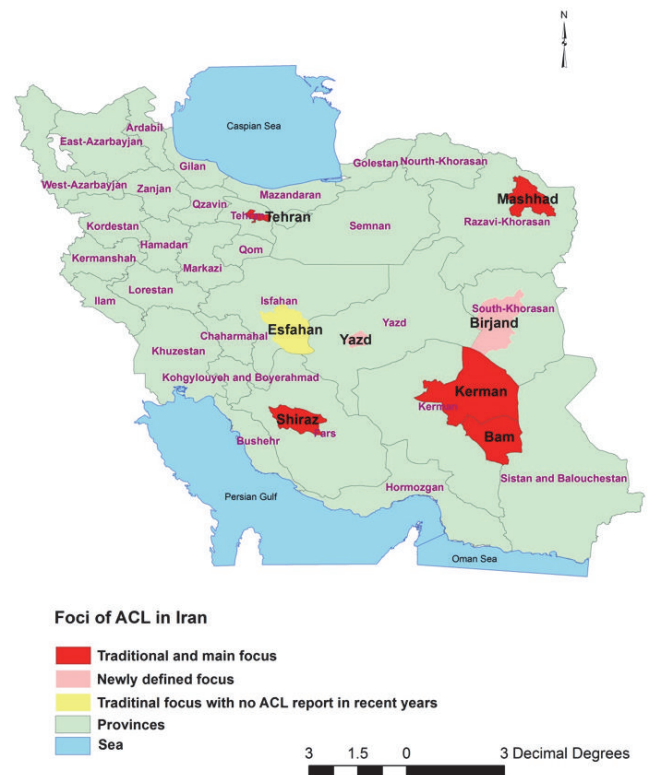 N
Ardabil
Caspian Sea
East-Azarbayjan
Golestan
Nourth-Khorasan
Gilan
West-Azarbayjan
Zanjan
Mazandaran
Mashhad
Qzavin
Teh
Tehran
Razavi-Khorasan
Kordestan
Semnan
Hamadan
Qom
Kermanshah
Markazi
Lorestan
Ilam
Isfahan
South-Khorasan
Esfahan
Yazd
Birjand
Chaharmahal
Yazd
Khuzestan
Kohgylouyeh and Boyerahmad
Kerman
Kerman
Shiraz
Fars
Bam
Bushehr
Sistan and Balouchestan
Hormozgan
Persian Gulf
Oman Sea
Foci of ACL in Iran
Traditional and main focus
Newly defined focus
Traditinal focus with no ACL report in recent years
Provinces
Sea
3 1.5 0 3 Decimal Degrees